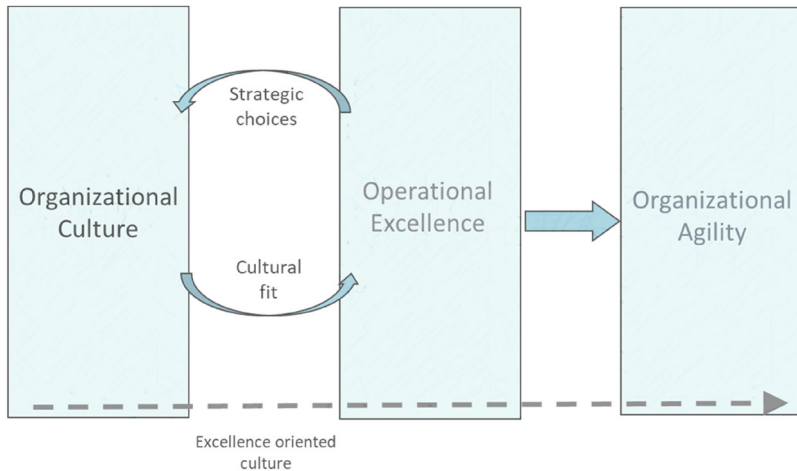 Strategic
choices
Organizational
Culture
Operational
Excellence
Organizational
Agility
Cultural
fit
Excellence oriented
culture